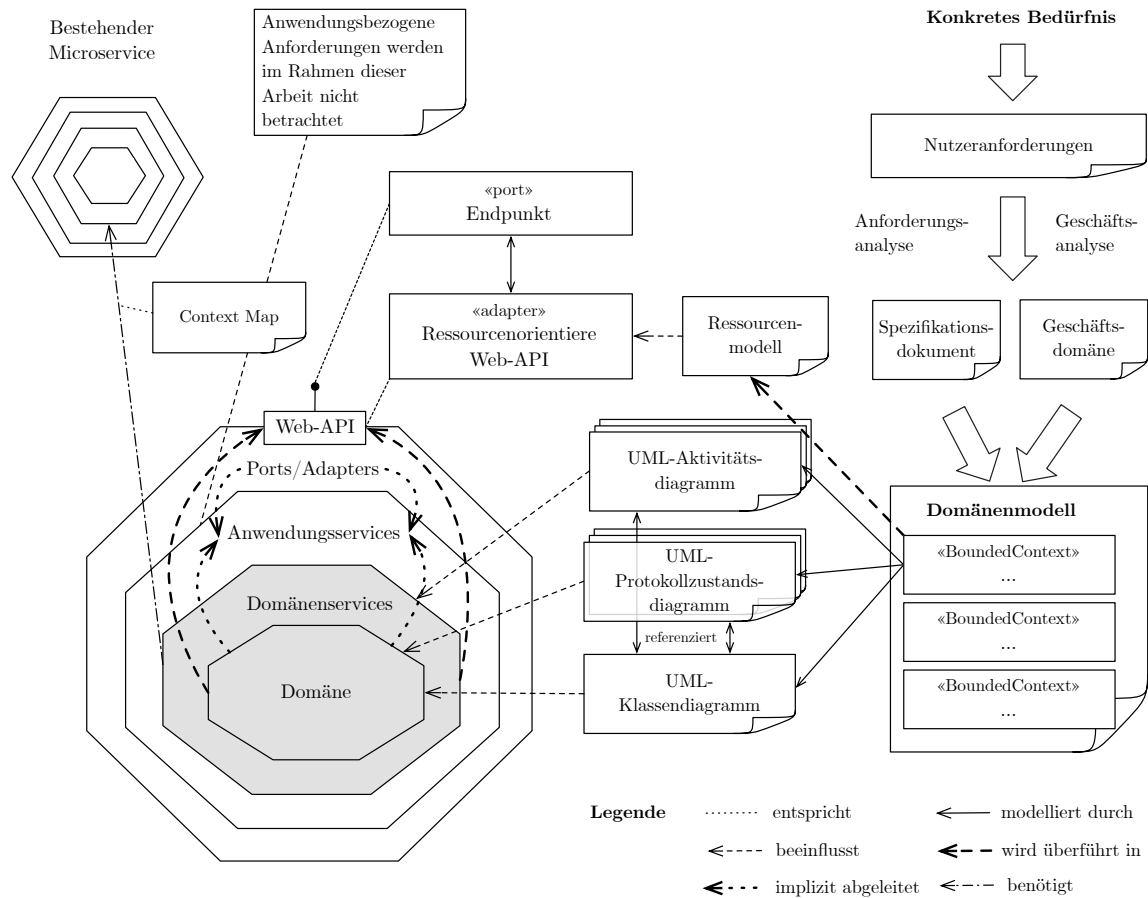 Bestehender
Microservice
Anwendungsbezogene
Anforderungen werden
im Rahmen dieser
Arbeit nicht
betrachtet
Konkretes Bedürfnis
Nutzeranforderungen
«port»
Endpunkt
Anforderungs-
analyse
Geschäfts-
analyse
Context Map
«adapter»
Ressourcenorientiere
Web-API
Ressourcen-
modell
Spezifikations-
dokument
Geschäfts-
domäne
Web-API
Ports/Adapters
Anwendungsservices
Domänenservices
Domäne
UML-Aktivitäts-
diagramm
UML-
Protokollzustands-
diagramm
referenziert
UML-
Klassendiagramm
Domänenmodell
«BoundedContext»
...
«BoundedContext»
...
«BoundedContext»
...
Legende
entspricht
modelliert durch
beeinflusst
wird überführt in
implizit abgeleitet
benötigt